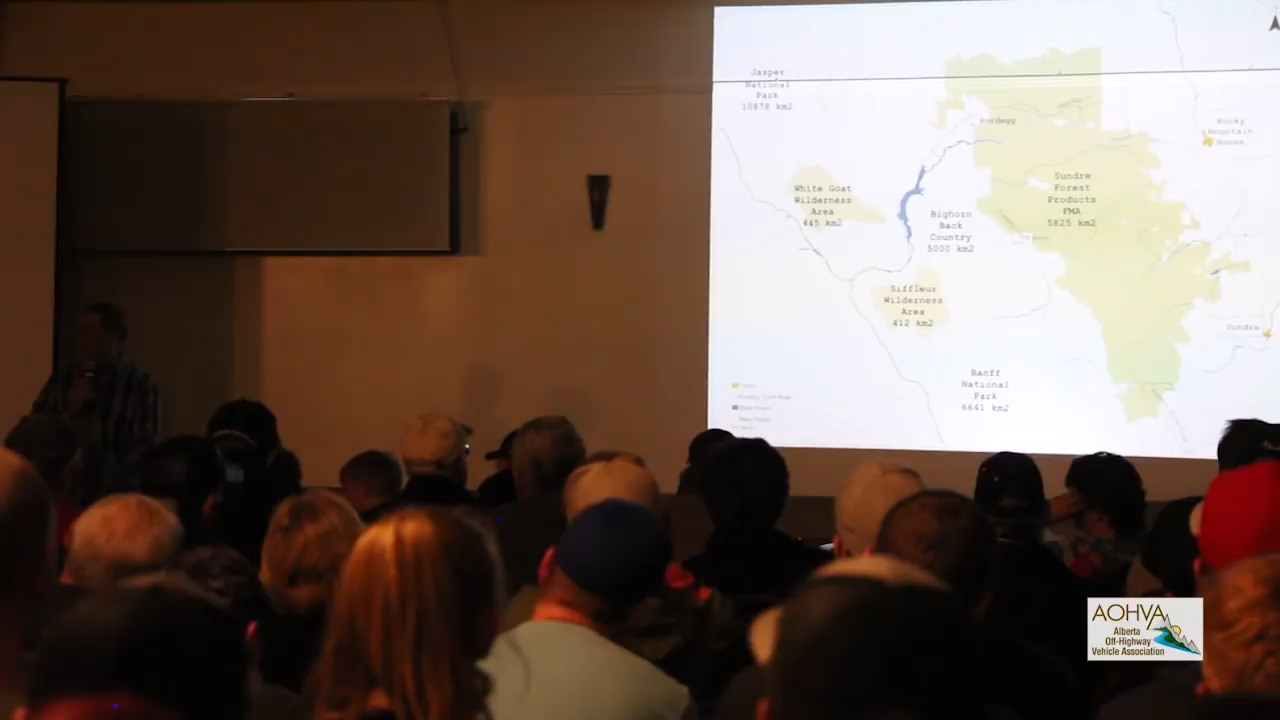 Jasper
National
Park
10878 km2
Nordegg
Rocky
Mountain
House
White Goat
Wilderness
Area
445 km2
Sundre
Forest
Products
FMA
5825 km2
Bighorn
Back
Country
5000 km2
Siffleur
Wilderness
Area
412 km2
Sundre
Banff
National
Park
6641 km2
AOHVA
Alberta
Off-Highway
Vehicle Association